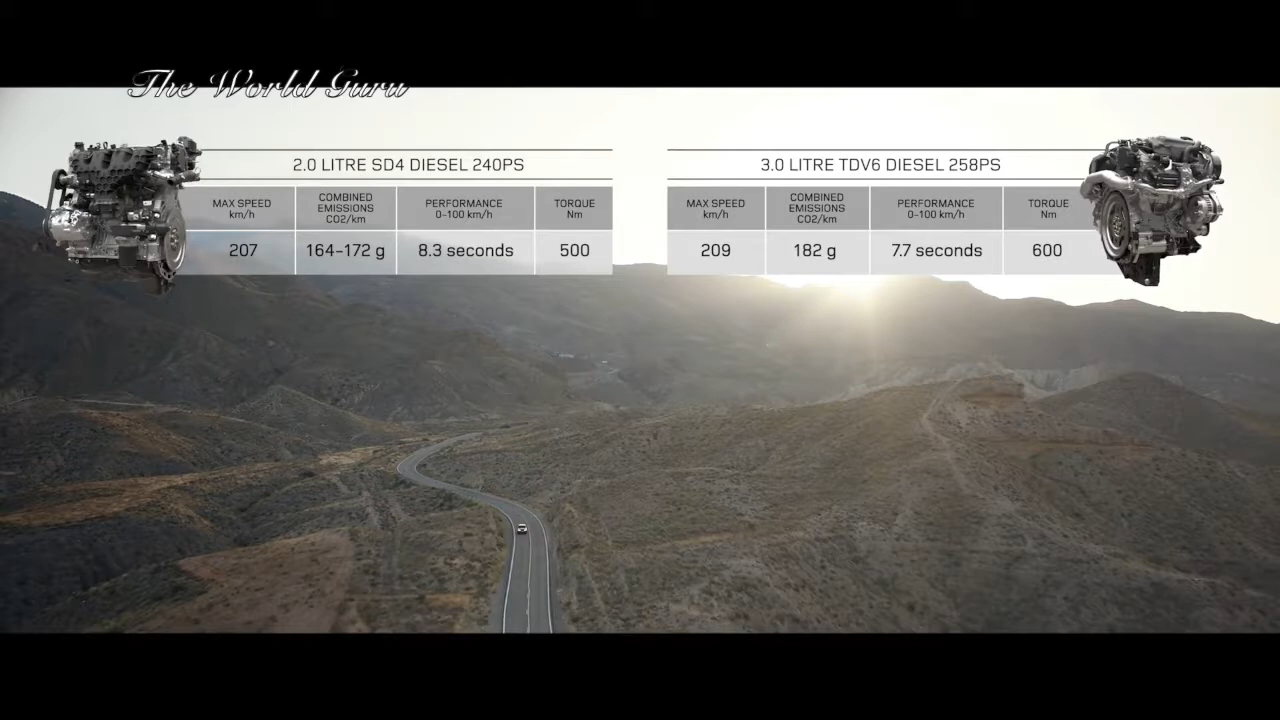 The World Guru
2.0 LITRE SD4 DIESEL 240PS
MAX SPEED
km/h
COMBINED
EMISSIONS
CO2/km
PERFORMANCE
0-100 km/h
TORQUE
Nm
207
164-172 g
8.3 seconds
500
3.0 LITRE TDV6 DIESEL 258PS
MAX SPEED
km/h
COMBINED
EMISSIONS
CO2/km
PERFORMANCE
0-100 km/h
TORQUE
Nm
209
182 g
7.7 seconds
600